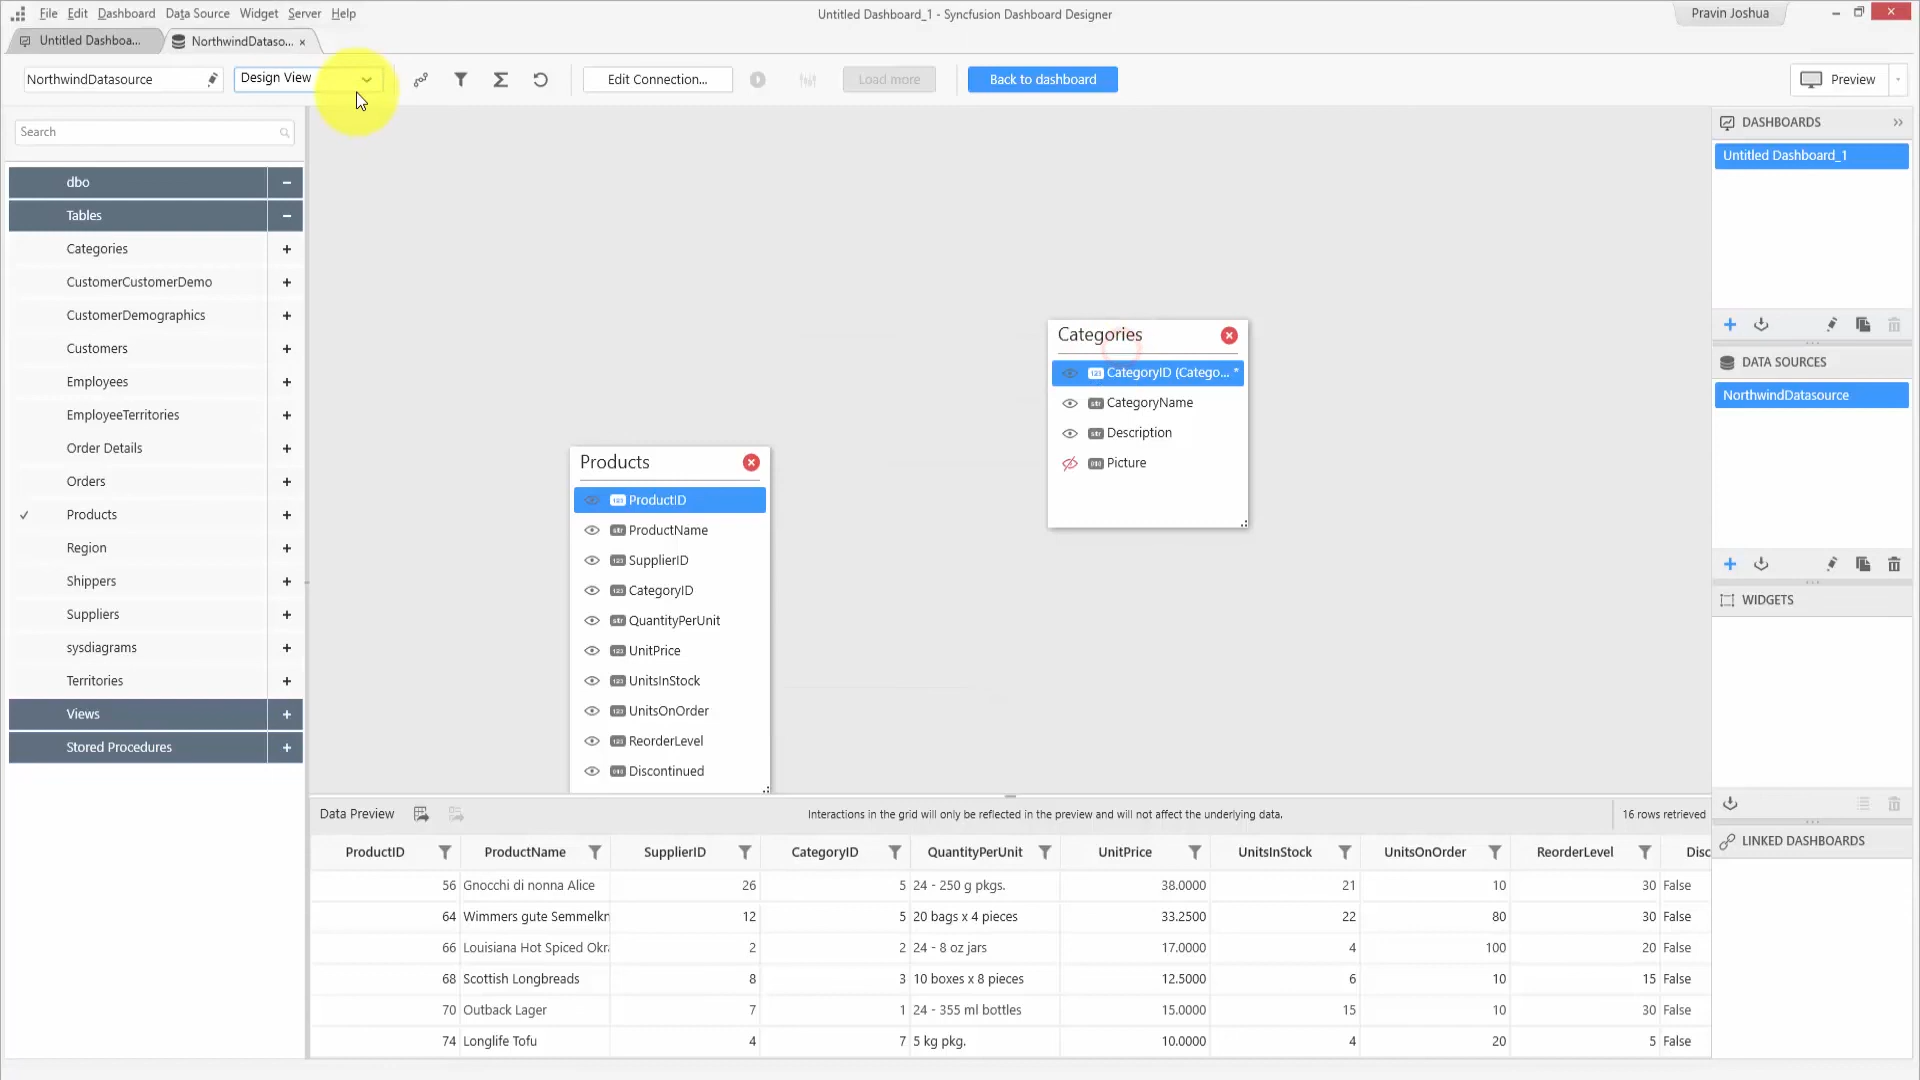 File Edit Dashboard Data Source Widget Server Help
Untitled Dashboard_1 - Syncfusion Dashboard Designer
Pravin Joshua
Untitled Dashboa...
NorthwindDataso...
NorthwindDatasource
Design View
Edit Connection...
Load more
Back to dashboard
Preview
Search
dbo
Tables
Categories
CustomerCustomerDemo
CustomerDemographics
Customers
Employees
EmployeeTerritories
Order Details
Orders
Products
Region
Shippers
Suppliers
sysdiagrams
Territories
Views
Stored Procedures
Products
ProductID
ProductName
SupplierID
CategoryID
QuantityPerUnit
UnitPrice
UnitsInStock
UnitsOnOrder
ReorderLevel
Discontinued
Categories
CategoryID (Catego... *
CategoryName
Description
Picture
DASHBOARDS
Untitled Dashboard_1
DATA SOURCES
NorthwindDatasource
WIDGETS
LINKED DASHBOARDS
Data Preview
Interactions in the grid will only be reflected in the preview and will not affect the underlying data.
16 rows retrieved
ProductID ProductName SupplierID CategoryID QuantityPerUnit UnitPrice UnitsInStock UnitsOnOrder ReorderLevel Disc
56 Gnocchi di nonna Alice 26 5 24 - 250 g pkgs. 38.0000 21 10 30 False
64 Wimmers gute Semmelkn 12 5 20 bags x 4 pieces 33.2500 22 80 30 False
66 Louisiana Hot Spiced Okr 2 2 24 - 8 oz jars 17.0000 4 100 20 False
68 Scottish Longbreads 8 3 10 boxes x 8 pieces 12.5000 6 10 15 False
70 Outback Lager 7 1 24 - 355 ml bottles 15.0000 15 10 30 False
74 Longlife Tofu 4 7 5 kg pkg. 10.0000 4 20 5 False